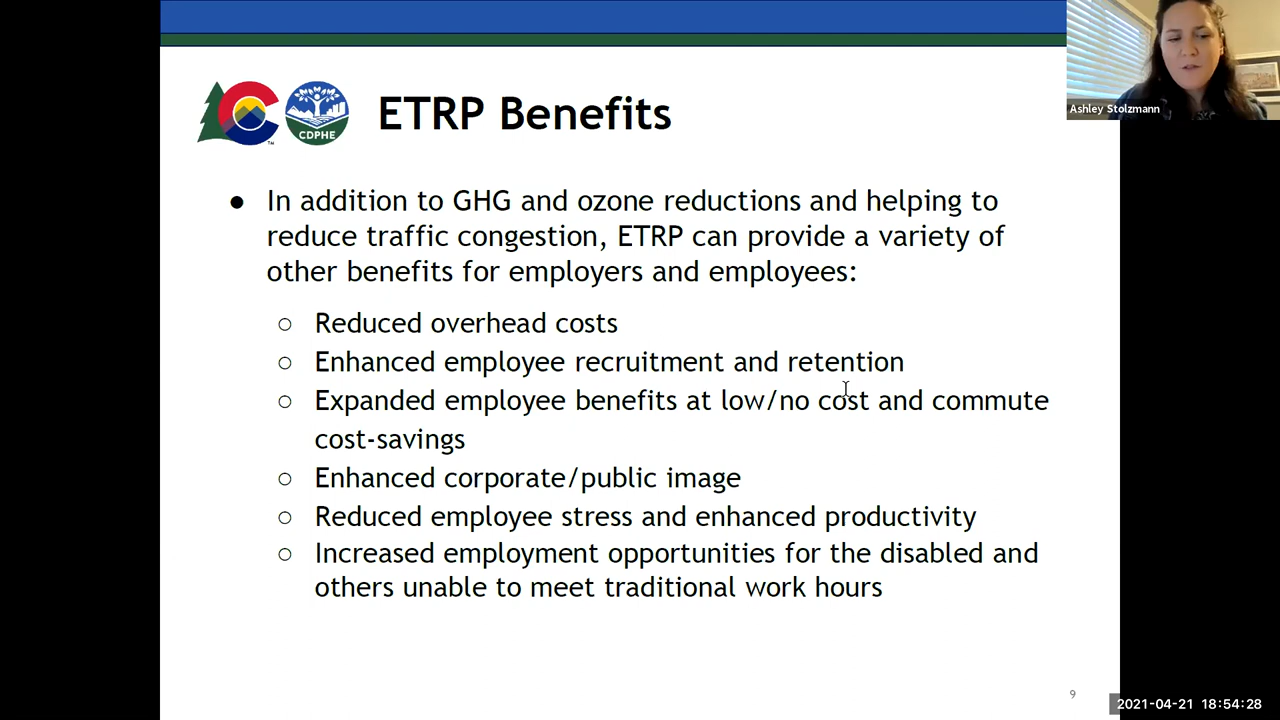 Ashley Stolzmann
CDPHE
TM
ETRP Benefits
● In addition to GHG and ozone reductions and helping to
reduce traffic congestion, ETRP can provide a variety of
other benefits for employers and employees:
○ Reduced overhead costs
○ Enhanced employee recruitment and retention
○ Expanded employee benefits at low/no cost and commute
cost-savings
○ Enhanced corporate/public image
○ Reduced employee stress and enhanced productivity
○ Increased employment opportunities for the disabled and
others unable to meet traditional work hours
9
2021-04-21 18:54:28